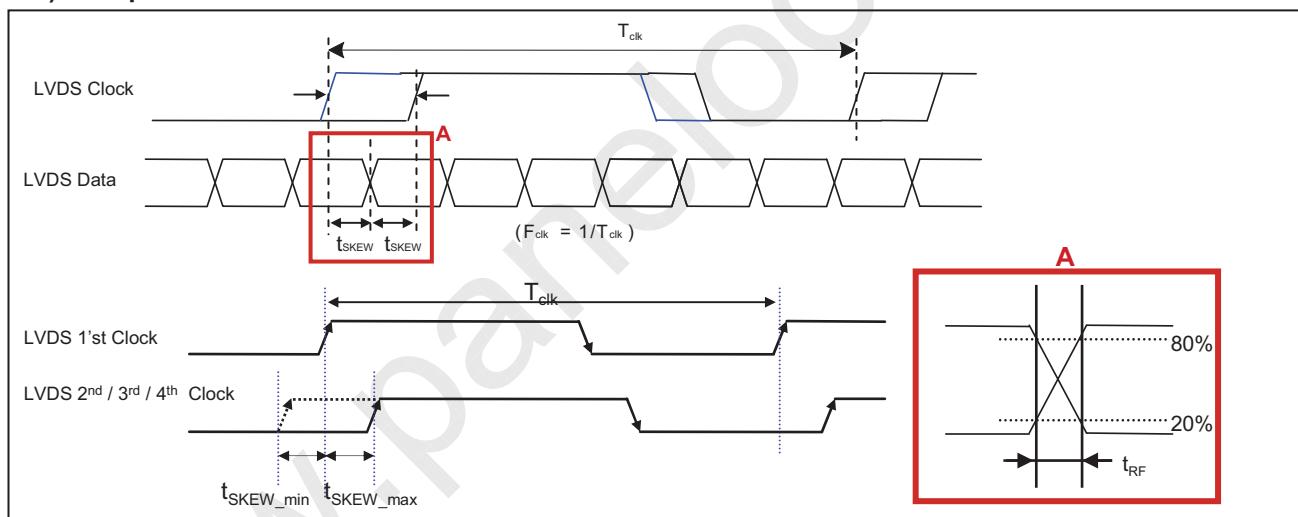 Tclk
LVDS Clock
A
LVDS Data
tSKEW tSKEW
(Fclk = 1/Tclk)
A
Tclk
LVDS 1'st Clock
80%
LVDS 2nd / 3rd / 4th Clock
20%
tRF
tSKEW_min tSKEW_max